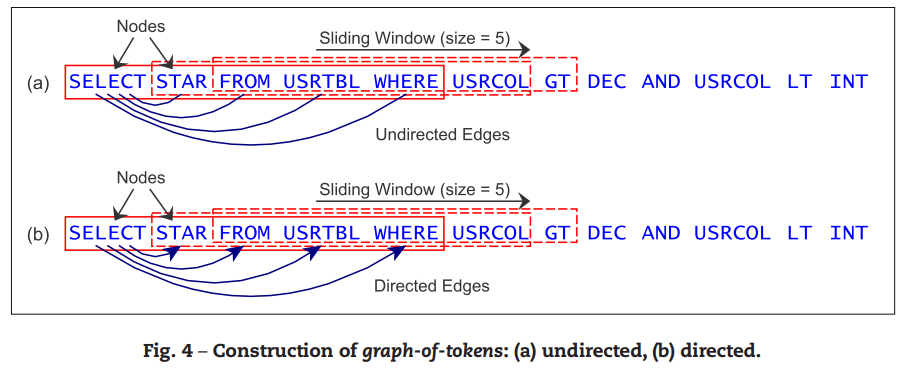 Nodes
Sliding Window (size = 5)
(a) SELECT STAR FROM USRTBL WHERE USRCOL GT DEC AND USRCOL LT INT
Undirected Edges
Nodes
Sliding Window (size = 5)
(b) SELECT STAR FROM USRTBL WHERE USRCOL GT DEC AND USRCOL LT INT
Directed Edges
Fig. 4 – Construction of graph-of-tokens: (a) undirected, (b) directed.